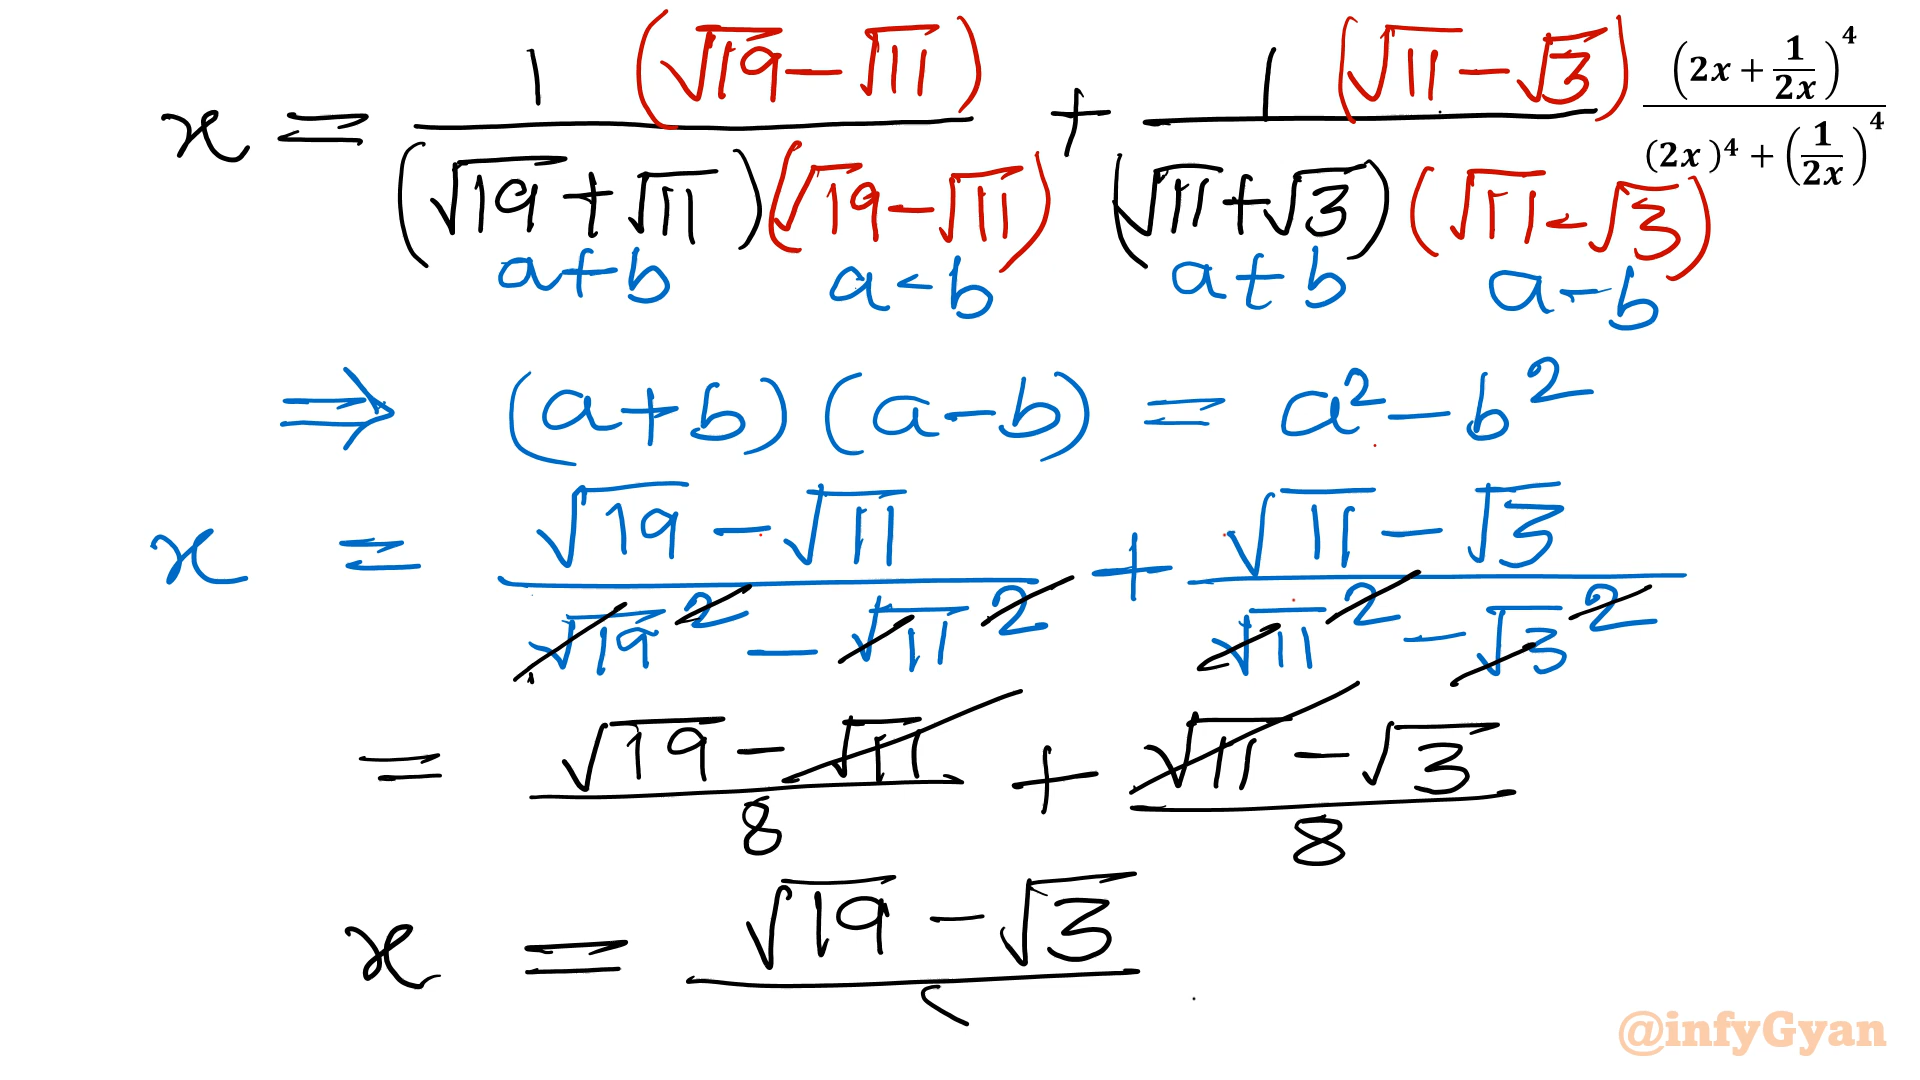 x = 1 (√19 − √11) / (√19 + √11) (√19 − √11) + 1 (√11 − √3) / (√11 + √3) (√11 − √3)
(2x + 1/2x)^4 / (2x)^4 + (1/2x)^4
a+b a−b a+b a−b
⇒ (a+b) (a−b) = a² − b²
x = √19 − √11 / √19² − √11² + √11 − √3 / √11² − √3²
= √19 − √11 / 8 + √11 − √3 / 8
x = √19 − √3
@infyGyan